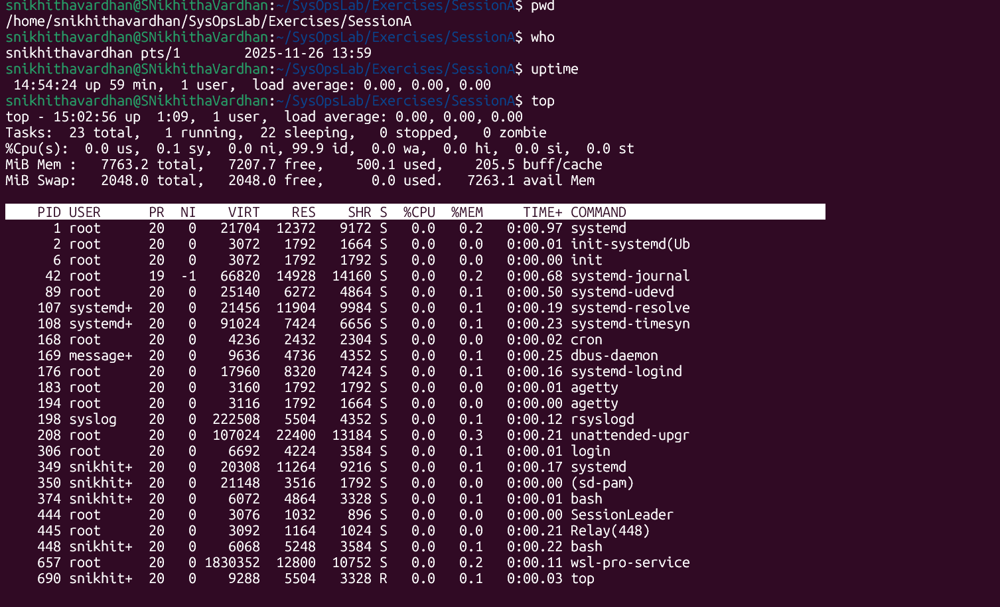 snikhithavardhan@SNikhithaVardhan:~/SysOpsLab/Exercises/SessionA$ pwd
/home/snikhithavardhan/SysOpsLab/Exercises/SessionA
snikhithavardhan@SNikhithaVardhan:~/SysOpsLab/Exercises/SessionA$ who
snikhithavardhan pts/1        2025-11-26 13:59
snikhithavardhan@SNikhithaVardhan:~/SysOpsLab/Exercises/SessionA$ uptime
 14:54:24 up 59 min,  1 user,  load average: 0.00, 0.00, 0.00
snikhithavardhan@SNikhithaVardhan:~/SysOpsLab/Exercises/SessionA$ top
top - 15:02:56 up  1:09,  1 user,  load average: 0.00, 0.00, 0.00
Tasks:  23 total,   1 running,  22 sleeping,   0 stopped,   0 zombie
%Cpu(s):  0.0 us,  0.1 sy,  0.0 ni, 99.9 id,  0.0 wa,  0.0 hi,  0.0 si,  0.0 st
MiB Mem :   7763.2 total,   7207.7 free,    500.1 used,    205.5 buff/cache
MiB Swap:   2048.0 total,   2048.0 free,      0.0 used.   7263.1 avail Mem
    PID USER      PR  NI    VIRT    RES    SHR S  %CPU  %MEM     TIME+ COMMAND
      1 root      20   0   21704  12372   9172 S   0.0   0.2   0:00.97 systemd
      2 root      20   0    3072   1792   1664 S   0.0   0.0   0:00.01 init-systemd(Ub
      6 root      20   0    3072   1792   1792 S   0.0   0.0   0:00.00 init
     42 root      19  -1   66820  14928  14160 S   0.0   0.2   0:00.68 systemd-journal
     89 root      20   0   25140   6272   4864 S   0.0   0.1   0:00.50 systemd-udevd
    107 systemd+  20   0   21456  11904   9984 S   0.0   0.1   0:00.19 systemd-resolve
    108 systemd+  20   0   91024   7424   6656 S   0.0   0.1   0:00.23 systemd-timesyn
    168 root      20   0    4236   2432   2304 S   0.0   0.0   0:00.02 cron
    169 message+  20   0    9636   4736   4352 S   0.0   0.1   0:00.25 dbus-daemon
    176 root      20   0   17960   8320   7424 S   0.0   0.1   0:00.16 systemd-logind
    183 root      20   0    3160   1792   1792 S   0.0   0.0   0:00.01 agetty
    194 root      20   0    3116   1792   1664 S   0.0   0.0   0:00.00 agetty
    198 syslog    20   0  222508   5504   4352 S   0.0   0.1   0:00.12 rsyslogd
    208 root      20   0  107024  22400  13184 S   0.0   0.3   0:00.21 unattended-upgr
    306 root      20   0    6692   4224   3584 S   0.0   0.1   0:00.01 login
    349 snikhit+  20   0   20308  11264   9216 S   0.0   0.1   0:00.17 systemd
    350 snikhit+  20   0   21148   3516   1792 S   0.0   0.0   0:00.00 (sd-pam)
    374 snikhit+  20   0    6072   4864   3328 S   0.0   0.1   0:00.01 bash
    444 root      20   0    3076   1032    896 S   0.0   0.0   0:00.00 SessionLeader
    445 root      20   0    3092   1164   1024 S   0.0   0.0   0:00.21 Relay(448)
    448 snikhit+  20   0    6068   5248   3584 S   0.0   0.1   0:00.22 bash
    657 root      20   0 1830352  12800  10752 S   0.0   0.2   0:00.11 wsl-pro-service
    690 snikhit+  20   0    9288   5504   3328 R   0.0   0.1   0:00.03 top